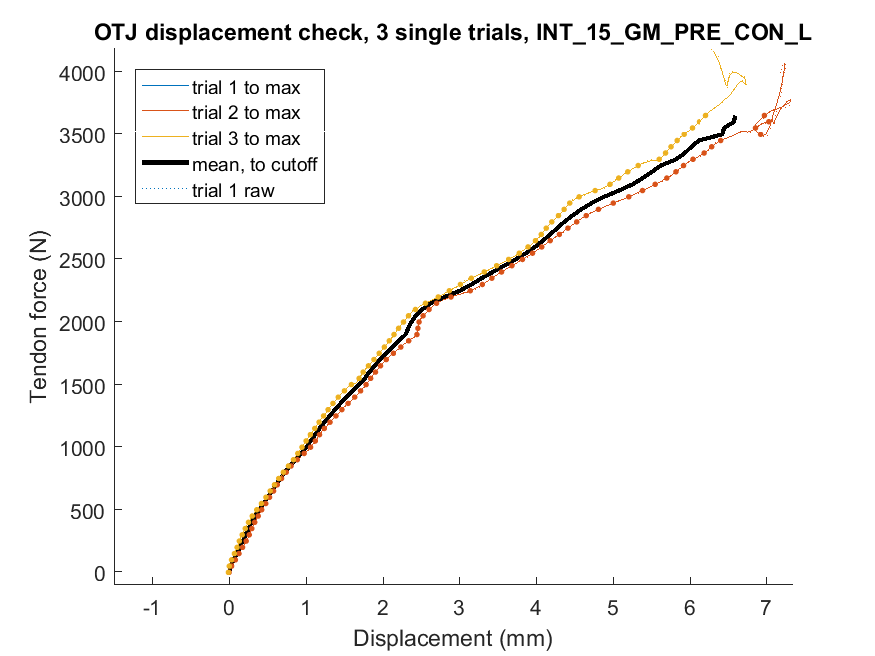 OTJ displacement check, 3 single trials, INT_15_GM_PRE_CON_L
4000
3500
3000
2500
2000
1500
1000
500
0
Tendon force (N)
trial 1 to max
trial 2 to max
trial 3 to max
mean, to cutoff
trial 1 raw
-1 0 1 2 3 4 5 6 7
Displacement (mm)